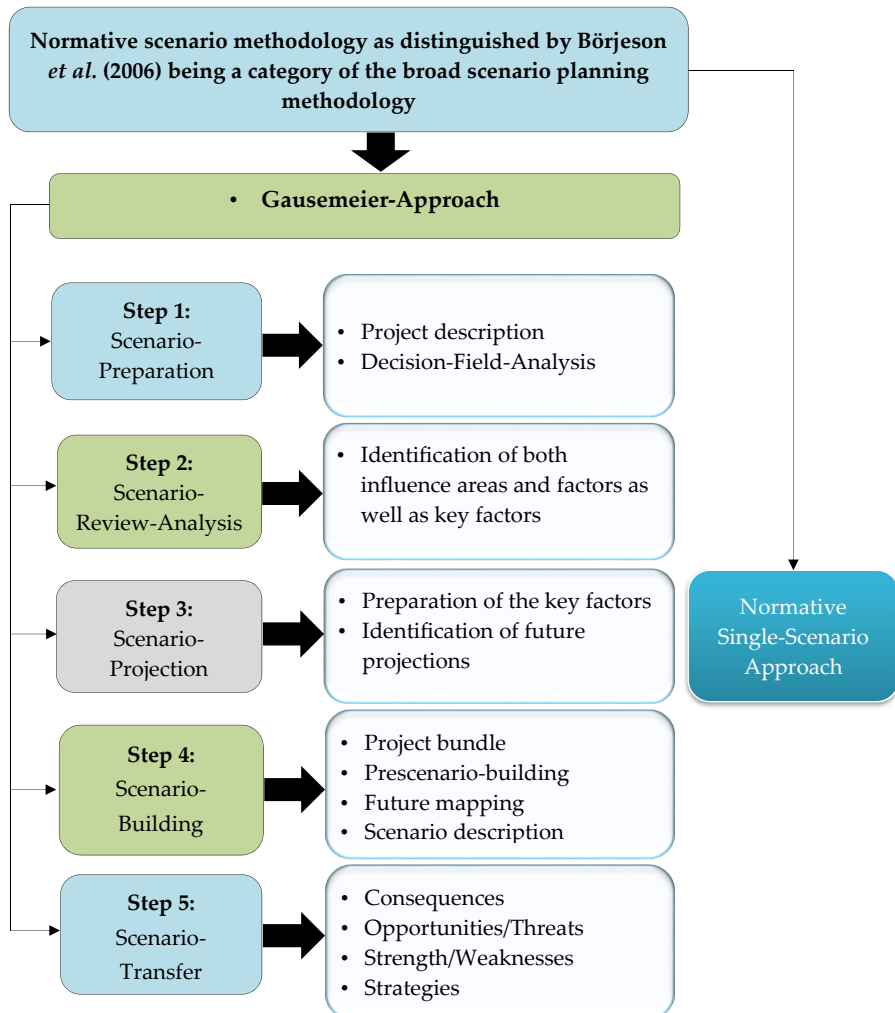 Normative scenario methodology as distinguished by Börjeson
et al. (2006) being a category of the broad scenario planning
methodology
• Gausemeier-Approach
Step 1:
Scenario-
Preparation
• Project description
• Decision-Field-Analysis
Step 2:
Scenario-
Review-Analysis
• Identification of both
influence areas and factors as
well as key factors
Step 3:
Scenario-
Projection
• Preparation of the key factors
• Identification of future
projections
Normative
Single-Scenario
Approach
Step 4:
Scenario-
Building
• Project bundle
• Prescenario-building
• Future mapping
• Scenario description
Step 5:
Scenario-
Transfer
• Consequences
• Opportunities/Threats
• Strength/Weaknesses
• Strategies